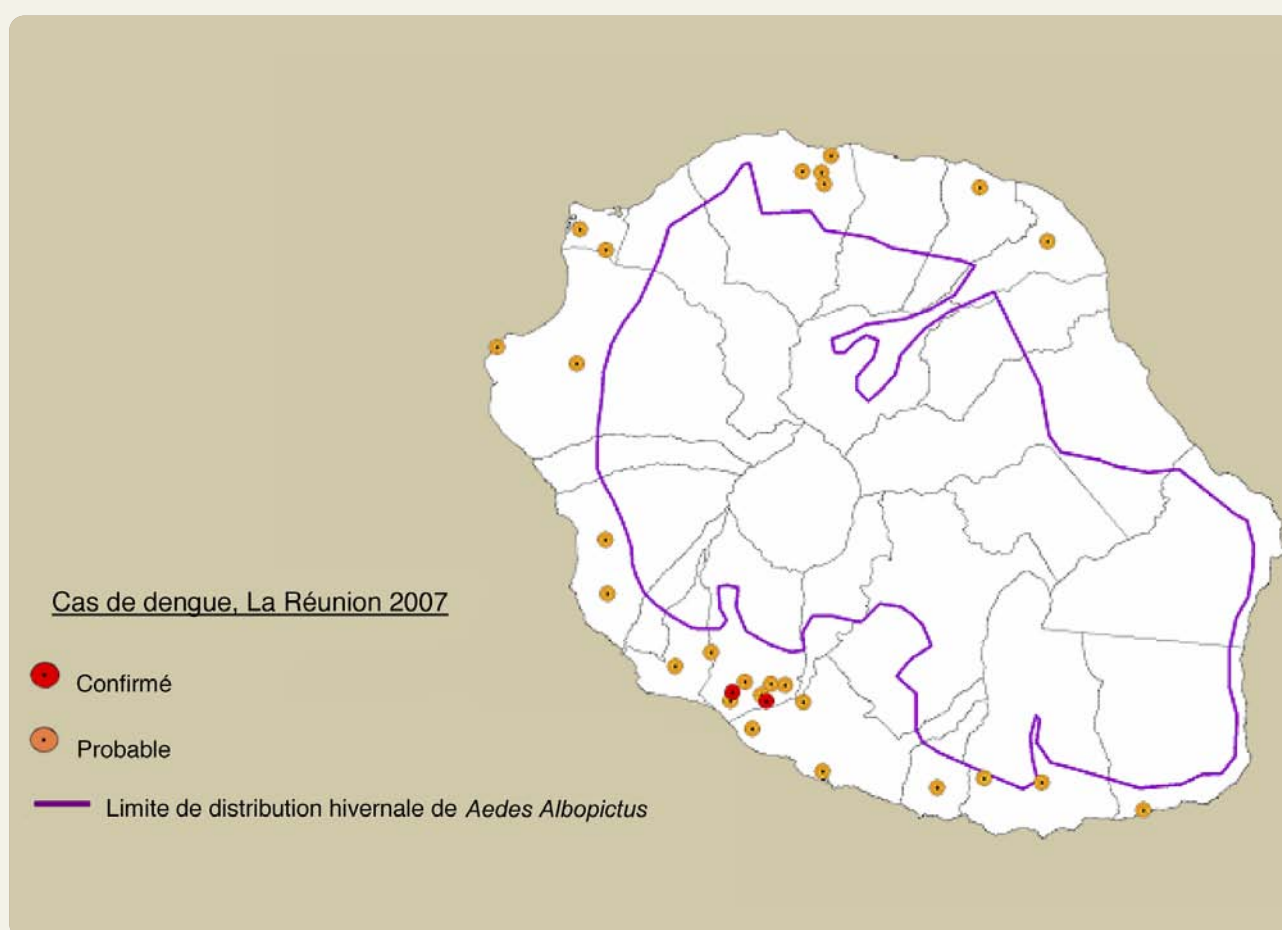 Cas de dengue, La Réunion 2007
Confirmé
Probable
Limite de distribution hivernale de Aedes Albopictus